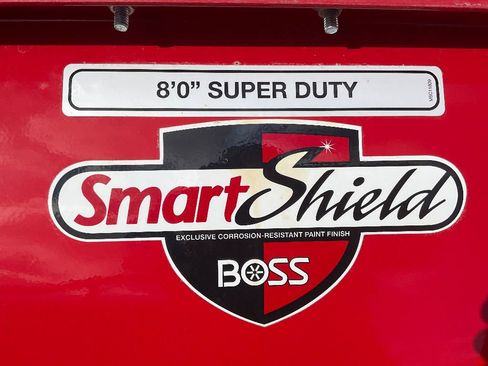 8'0" SUPER DUTY
SmartShield
EXCLUSIVE CORROSION-RESISTANT PAINT FINISH
BOSS